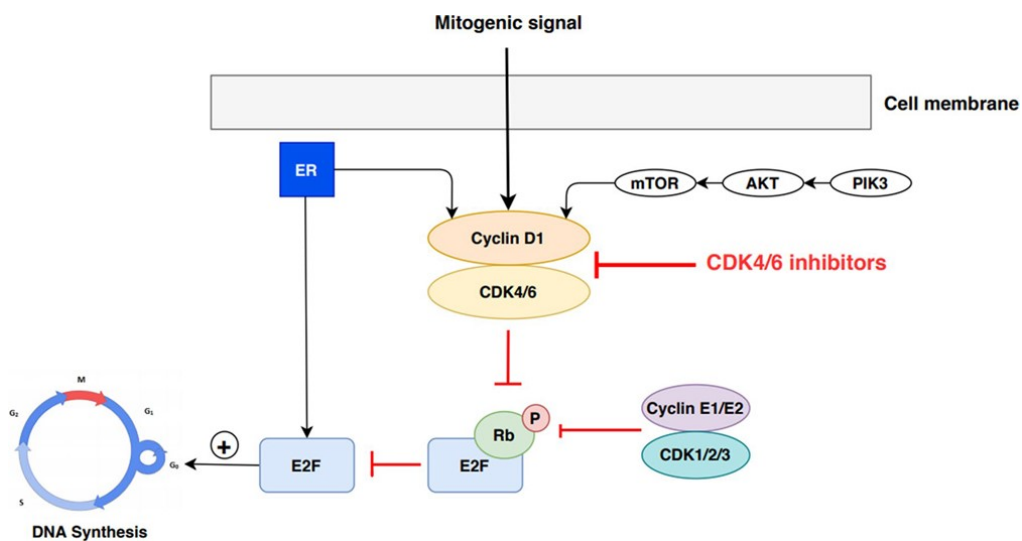 Mitogenic signal
Cell membrane
ER
mTOR
AKT
PIK3
Cyclin D1
CDK4/6 inhibitors
CDK4/6
M
G₂
G₁
Cyclin E1/E2
P
Rb
+
CDK1/2/3
E2F
E2F
G₀
S
DNA Synthesis